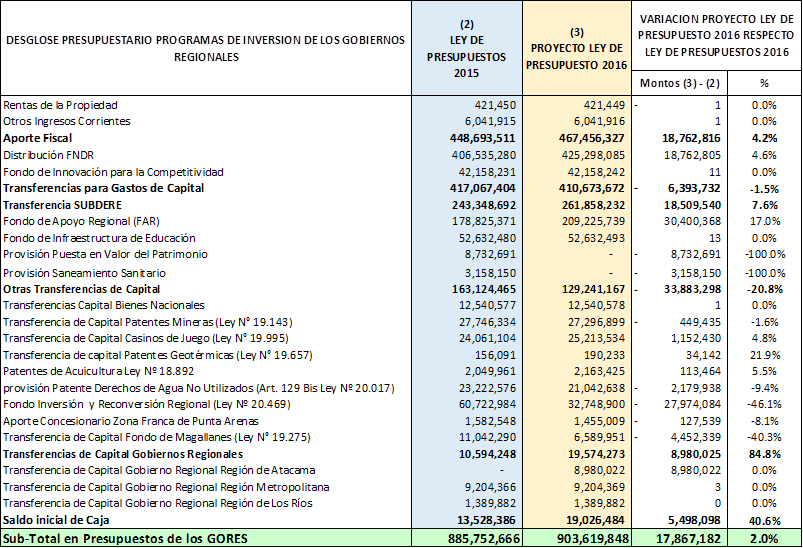 DESGLOSE PRESUPUESTARIO PROGRAMAS DE INVERSION DE LOS GOBIERNOS REGIONALES
(2) LEY DE PRESUPUESTOS 2015
(3) PROYECTO LEY DE PRESUPUESTO 2016
VARIACION PROYECTO LEY DE PRESUPUESTO 2016 RESPECTO LEY DE PRESUPUESTOS 2016
Montos (3) - (2) %
Rentas de la Propiedad 421,450 421,449 - 1 0.0%
Otros Ingresos Corrientes 6,041,915 6,041,916 1 0.0%
Aporte Fiscal 448,693,511 467,456,327 18,762,816 4.2%
Distribución FNDR 406,535,280 425,298,085 18,762,805 4.6%
Fondo de Innovación para la Competitividad 42,158,231 42,158,242 11 0.0%
Transferencias para Gastos de Capital 417,067,404 410,673,672 - 6,393,732 -1.5%
Transferencia SUBDERE 243,348,692 261,858,232 18,509,540 7.6%
Fondo de Apoyo Regional (FAR) 178,825,371 209,225,739 30,400,368 17.0%
Fondo de Infraestructura de Educación 52,632,480 52,632,493 13 0.0%
Provisión Puesta en Valor del Patrimonio 8,732,691 - - 8,732,691 -100.0%
Provisión Saneamiento Sanitario 3,158,150 - - 3,158,150 -100.0%
Otras Transferencias de Capital 163,124,465 129,241,167 - 33,883,298 -20.8%
Transferencias Capital Bienes Nacionales 12,540,577 12,540,578 1 0.0%
Transferencia de Capital Patentes Mineras (Ley N° 19.143) 27,746,334 27,296,899 - 449,435 -1.6%
Transferencia de Capital Casinos de Juego (Ley N° 19.995) 24,061,104 25,213,534 1,152,430 4.8%
Transferencia de capital Patentes Geotérmicas (Ley N° 19.657) 156,091 190,233 34,142 21.9%
Patentes de Acuicultura Ley Nº 18.892 2,049,961 2,163,425 113,464 5.5%
provisión Patente Derechos de Agua No Utilizados (Art. 129 Bis Ley Nº 20.017) 23,222,576 21,042,638 - 2,179,938 -9.4%
Fondo Inversión y Reconversión Regional (Ley Nº 20.469) 60,722,984 32,748,900 - 27,974,084 -46.1%
Aporte Concesionario Zona Franca de Punta Arenas 1,582,548 1,455,009 - 127,539 -8.1%
Transferencia de Capital Fondo de Magallanes (Ley N° 19.275) 11,042,290 6,589,951 - 4,452,339 -40.3%
Transferencias de Capital Gobiernos Regionales 10,594,248 19,574,273 8,980,025 84.8%
Transferencia de Capital Gobierno Regional Región de Atacama - 8,980,022 8,980,022 0.0%
Transferencia de Capital Gobierno Regional Región Metropolitana 9,204,366 9,204,369 3 0.0%
Transferencia de Capital Gobierno Regional Región de Los Ríos 1,389,882 1,389,882 0 0.0%
Saldo inicial de Caja 13,528,386 19,026,484 5,498,098 40.6%
Sub-Total en Presupuestos de los GORES 885,752,666 903,619,848 17,867,182 2.0%